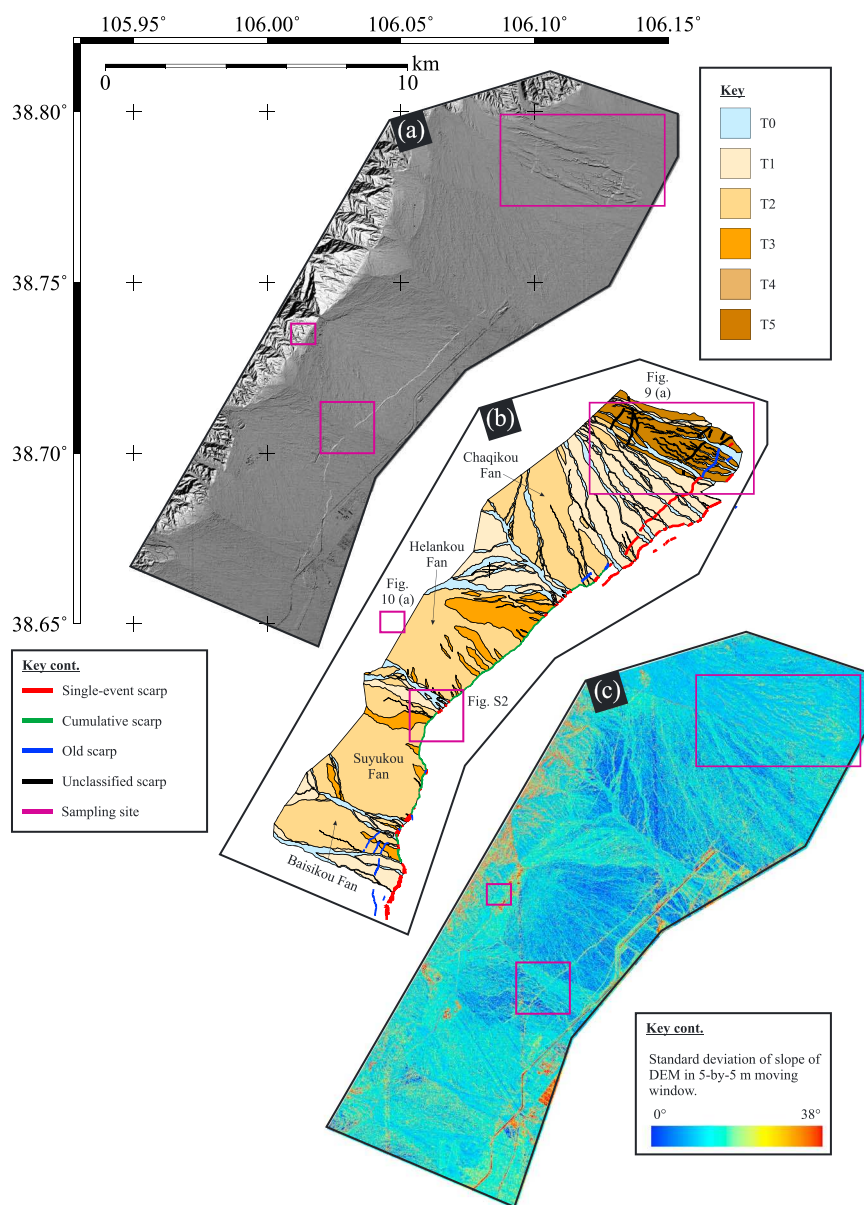 105.95° 106.00° 106.05° 106.10° 106.15°
0 10 km
38.80°
38.75°
38.70°
38.65°
(a)
Key
T0
T1
T2
T3
T4
T5
(b)
Fig.
9 (a)
Chaqikou
Fan
Helankou
Fan
Fig.
10 (a)
Fig. S2
Suyukou
Fan
Baisikou Fan
Key cont.
Single-event scarp
Cumulative scarp
Old scarp
Unclassified scarp
Sampling site
(c)
Key cont.
Standard deviation of slope of
DEM in 5-by-5 m moving
window.
0° 38°